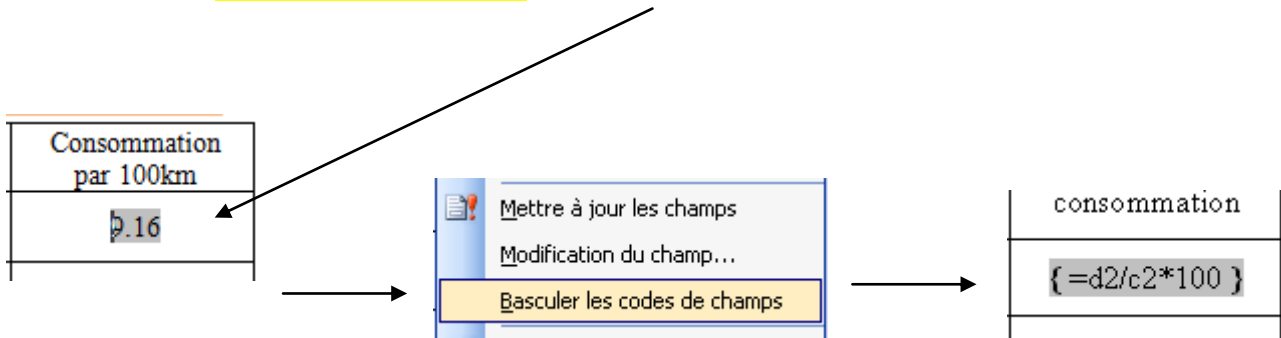 Consommation
par 100km
9.16
Mettre à jour les champs
Modification du champ...
Basculer les codes de champs
consommation
{ =d2/c2*100 }